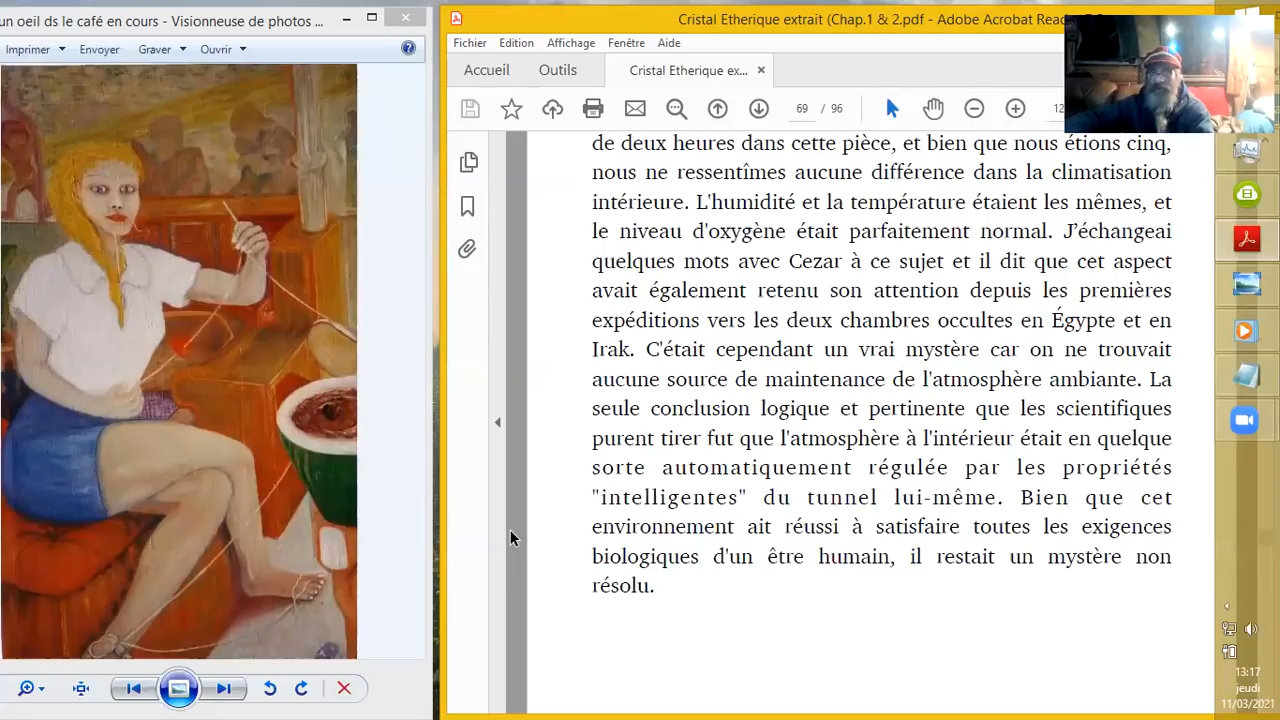 un oeil ds le café en cours - Visionneuse de photos ...
Imprimer
Envoyer
Graver
Ouvrir
Cristal Etherique extrait (Chap.1 & 2.pdf - Adobe Acrobat
Fichier Edition Affichage Fenêtre Aide
Accueil
Outils
Cristal Etherique ex...
69 / 96
de deux heures dans cette pièce, et bien que nous étions cinq,
nous ne ressentîmes aucune différence dans la climatisation
intérieure. L'humidité et la température étaient les mêmes, et
le niveau d'oxygène était parfaitement normal. J'échangeai
quelques mots avec Cezar à ce sujet et il dit que cet aspect
avait également retenu son attention depuis les premières
expéditions vers les deux chambres occultes en Égypte et en
Irak. C'était cependant un vrai mystère car on ne trouvait
aucune source de maintenance de l'atmosphère ambiante. La
seule conclusion logique et pertinente que les scientifiques
purent tirer fut que l'atmosphère à l'intérieur était en quelque
sorte automatiquement régulée par les propriétés
"intelligentes" du tunnel lui-même. Bien que cet
environnement ait réussi à satisfaire toutes les exigences
biologiques d'un être humain, il restait un mystère non
résolu.
13:17
jeudi
11/03/2021